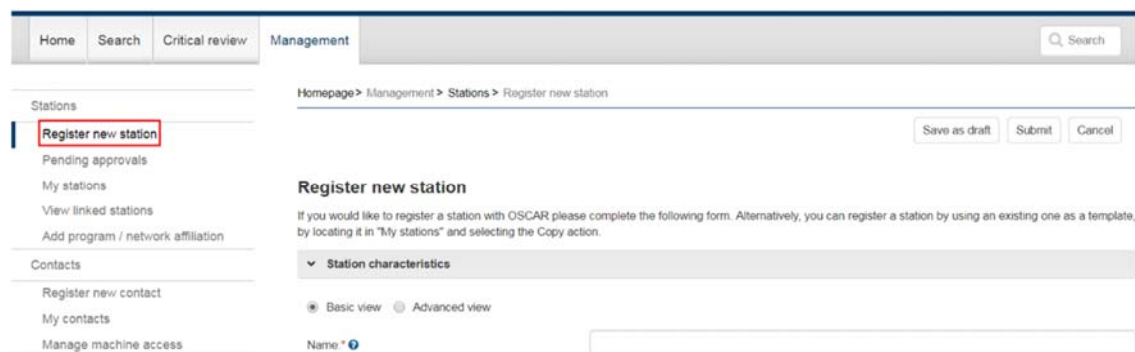 Home Search Critical review Management Search
Homepage> Management> Stations> Register new station
Stations
Register new station
Pending approvals
My stations
View linked stations
Add program / network affiliation
Contacts
Register new contact
My contacts
Manage machine access
Save as draft Submit Cancel
Register new station
If you would like to register a station with OSCAR please complete the following form. Alternatively, you can register a station by using an existing one as a template,
by locating it in "My stations" and selecting the Copy action.
Station characteristics
Basic view Advanced view
Name:* ?